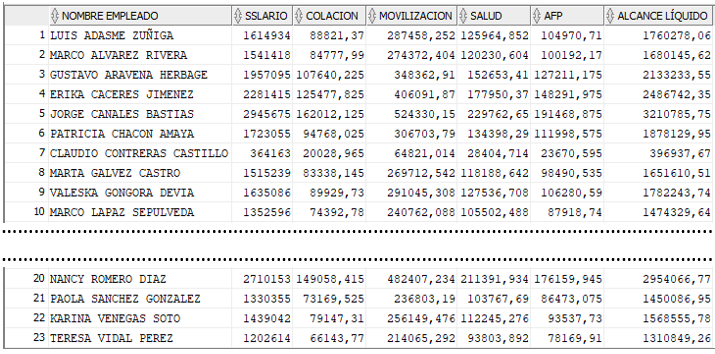 NOMBRE EMPLEADO SSLARIO COLACION MOVILIZACION SALUD AFP ALCANCE LÍQUIDO
1 LUIS ADASME ZUÑIGA 1614934 88821,37 287458,252 125964,852 104970,71 1760278,06
2 MARCO ALVAREZ RIVERA 1541418 84777,99 274372,404 120230,604 100192,17 1680145,62
3 GUSTAVO ARAVENA HERBAGE 1957095 107640,225 348362,91 152653,41 127211,175 2133233,55
4 ERIKA CACERES JIMENEZ 2281415 125477,825 406091,87 177950,37 148291,975 2486742,35
5 JORGE CANALES BASTIAS 2945675 162012,125 524330,15 229762,65 191468,875 3210785,75
6 PATRICIA CHACON AMAYA 1723055 94768,025 306703,79 134398,29 111998,575 1878129,95
7 CLAUDIO CONTRERAS CASTILLO 364163 20028,965 64821,014 28404,714 23670,595 396937,67
8 MARTA GALVEZ CASTRO 1515239 83338,145 269712,542 118188,642 98490,535 1651610,51
9 VALESKA GONGORA DEVIA 1635086 89929,73 291045,308 127536,708 106280,59 1782243,74
10 MARCO LAPAZ SEPULVEDA 1352596 74392,78 240762,088 105502,488 87918,74 1474329,64
20 NANCY ROMERO DIAZ 2710153 149058,415 482407,234 211391,934 176159,945 2954066,77
21 PAOLA SANCHEZ GONZALEZ 1330355 73169,525 236803,19 103767,69 86473,075 1450086,95
22 KARINA VENEGAS SOTO 1439042 79147,31 256149,476 112245,276 93537,73 1568555,78
23 TERESA VIDAL PEREZ 1202614 66143,77 214065,292 93803,892 78169,91 1310849,26